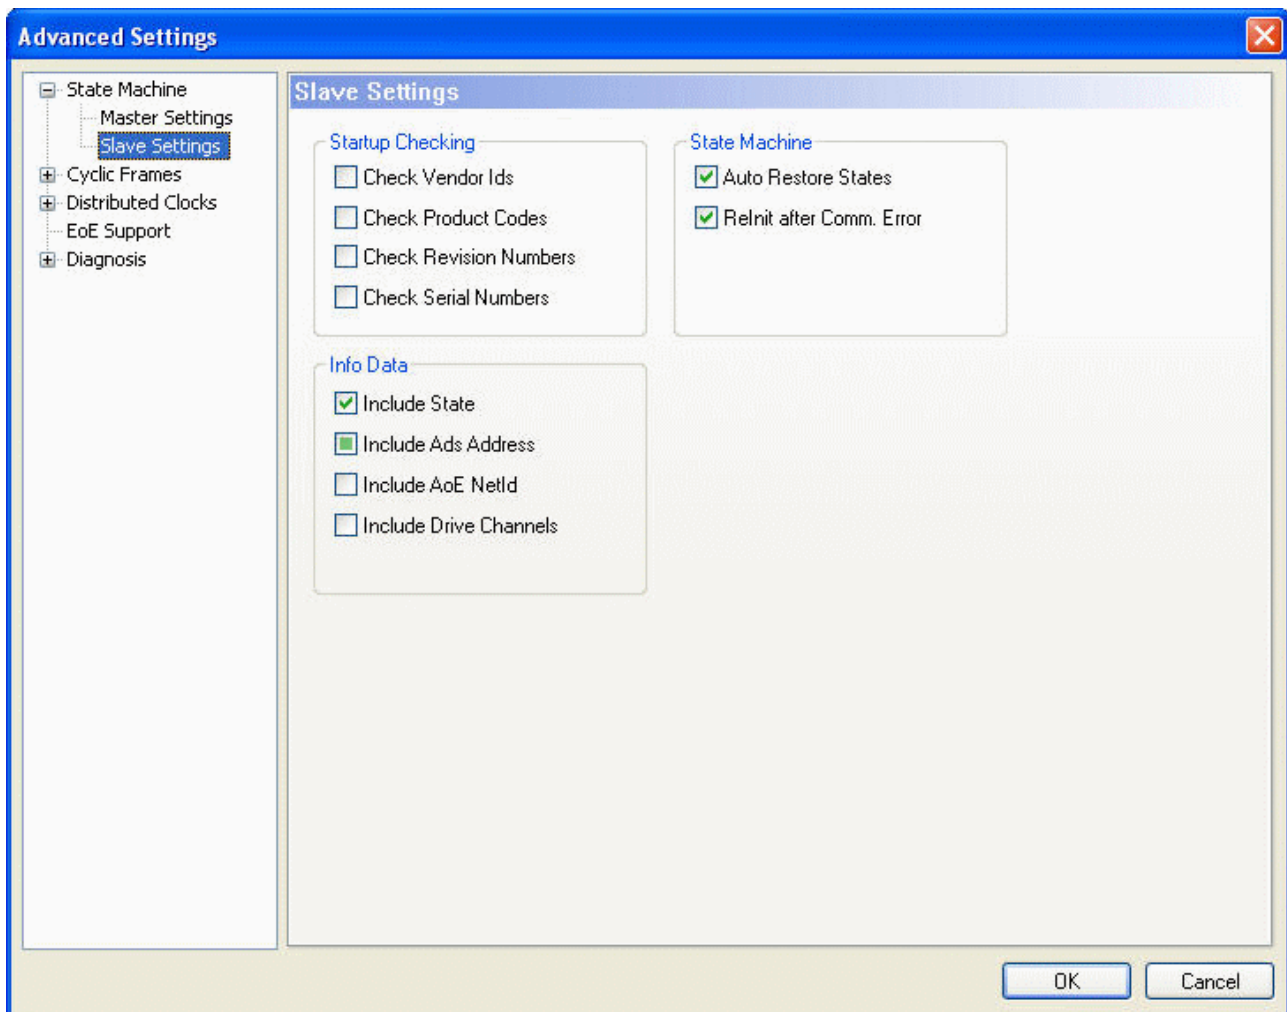 Advanced Settings
State Machine
Master Settings
Slave Settings
Cyclic Frames
Distributed Clocks
EoE Support
Diagnosis
Slave Settings
Startup Checking
Check Vendor Ids
Check Product Codes
Check Revision Numbers
Check Serial Numbers
State Machine
Auto Restore States
ReInit after Comm. Error
Info Data
Include State
Include Ads Address
Include AoE NetId
Include Drive Channels
OK
Cancel